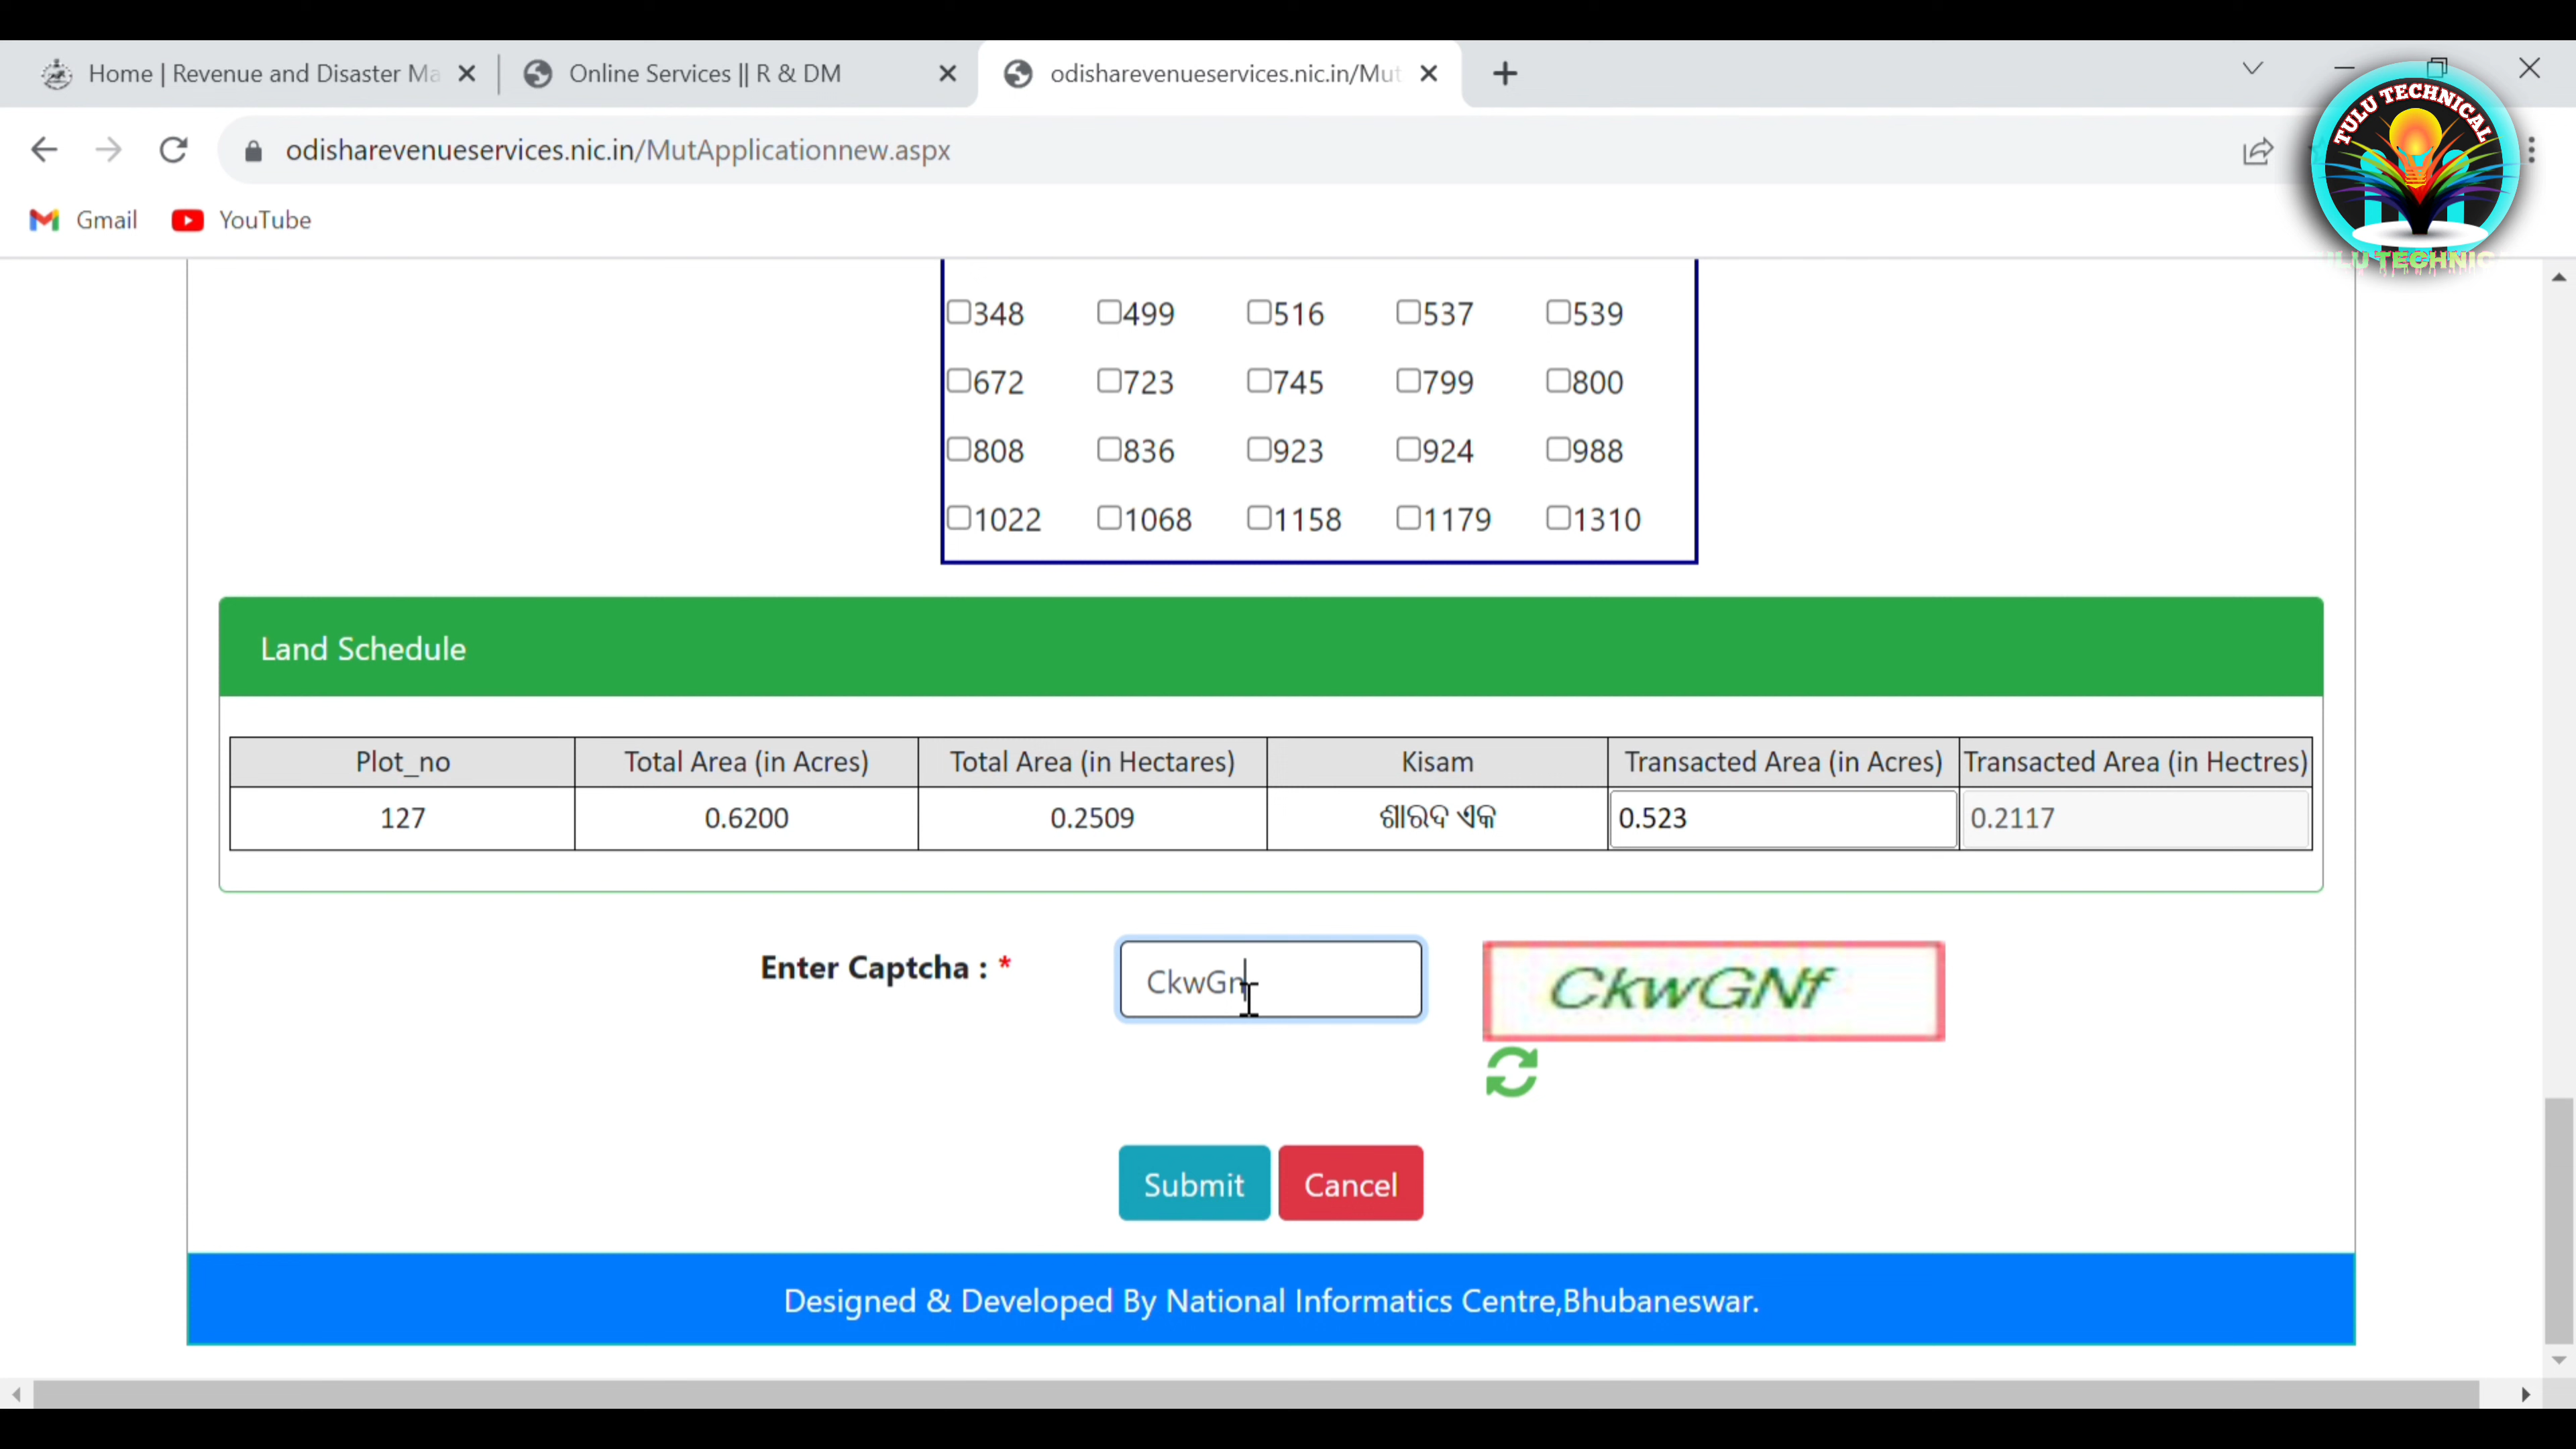 Home | Revenue and Disaster Ma
Online Services || R & DM
odisharevenueservices.nic.in/Mut
odisharevenueservices.nic.in/MutApplicationnew.aspx
TULU TECHNICAL
ULU TECHNIC
Gmail YouTube
348 499 516 537 539
672 723 745 799 800
808 836 923 924 988
1022 1068 1158 1179 1310
Land Schedule
Plot_no Total Area (in Acres) Total Area (in Hectares) Kisam Transacted Area (in Acres) Transacted Area (in Hectres)
127 0.6200 0.2509 ଶାରଦ ଏକ 0.523 0.2117
Enter Captcha : * CkwGn CkwGNf
Submit Cancel
Designed & Developed By National Informatics Centre,Bhubaneswar.